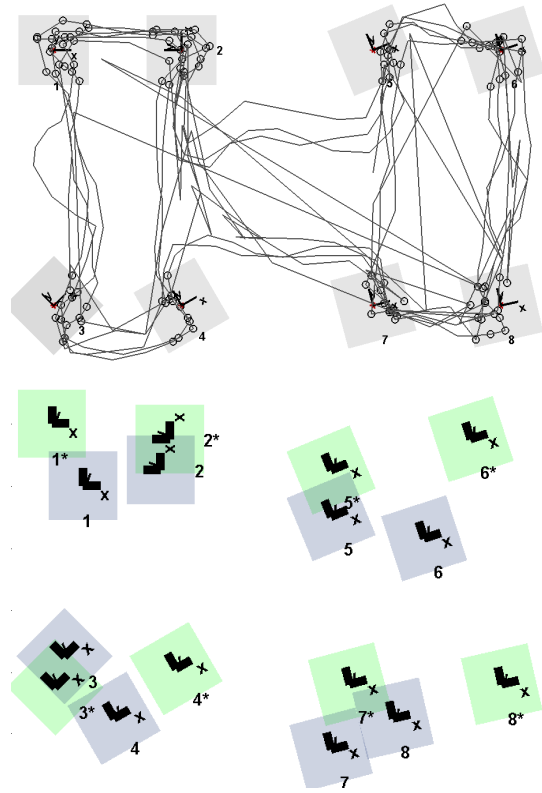 y x 2
1
5 x 6
y x
3 4 7 x 8 x
x x x x
1* 2* 6*
x x
1 2 5* x
5 6
x x x
3 4* x x
3* x 7* 8*
4 x x
7 8